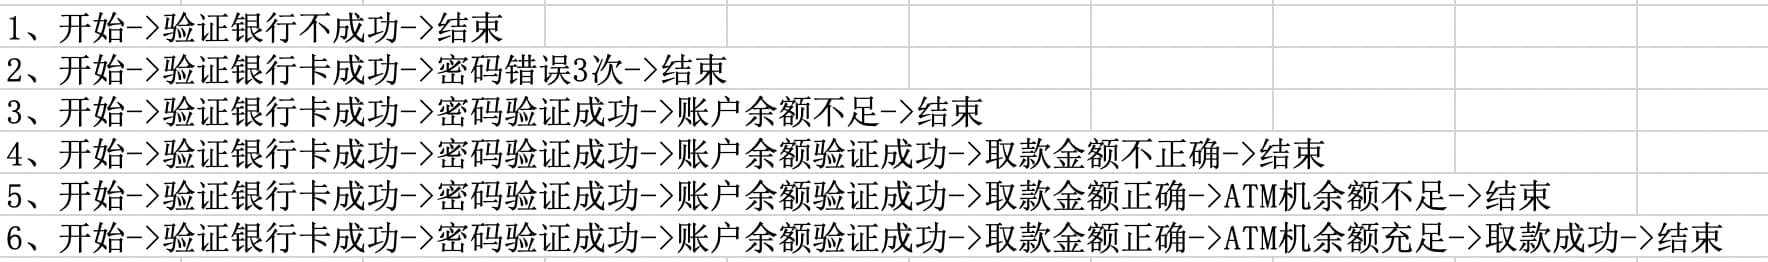 1、开始->验证银行不成功->结束
2、开始->验证银行卡成功->密码错误3次->结束
3、开始->验证银行卡成功->密码验证成功->账户余额不足->结束
4、开始->验证银行卡成功->密码验证成功->账户余额验证成功->取款金额不正确->结束
5、开始->验证银行卡成功->密码验证成功->账户余额验证成功->取款金额正确->ATM机余额不足->结束
6、开始->验证银行卡成功->密码验证成功->账户余额验证成功->取款金额正确->ATM机余额充足->取款成功->结束